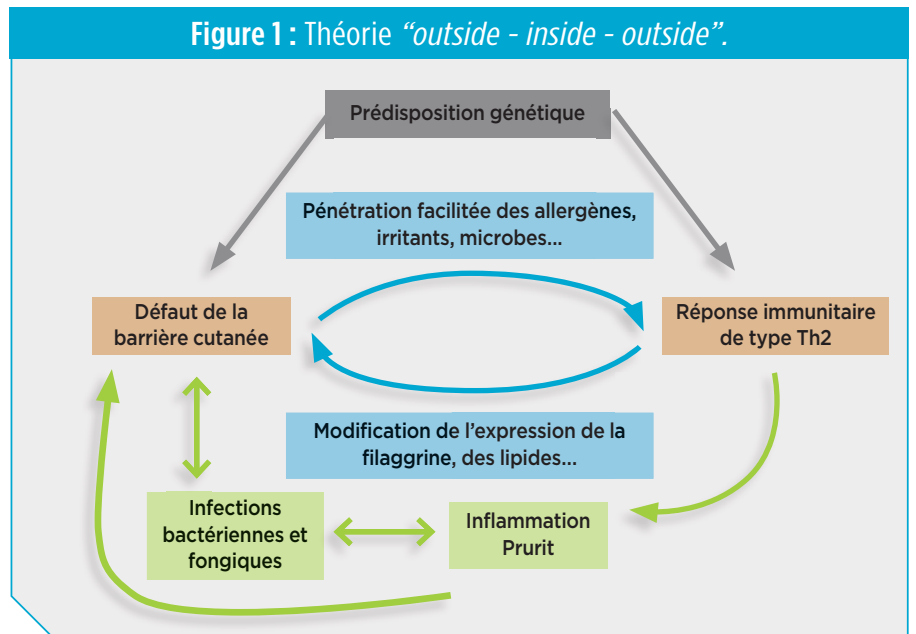 Figure 1 : Théorie “outside - inside - outside”.
Prédisposition génétique
Pénétration facilitée des allergènes,
irritants, microbes...
Défaut de la
barrière cutanée
Réponse immunitaire
de type Th2
Modification de l’expression de la
filaggrine, des lipides...
Infections
bactériennes et
fongiques
Inflammation
Prurit